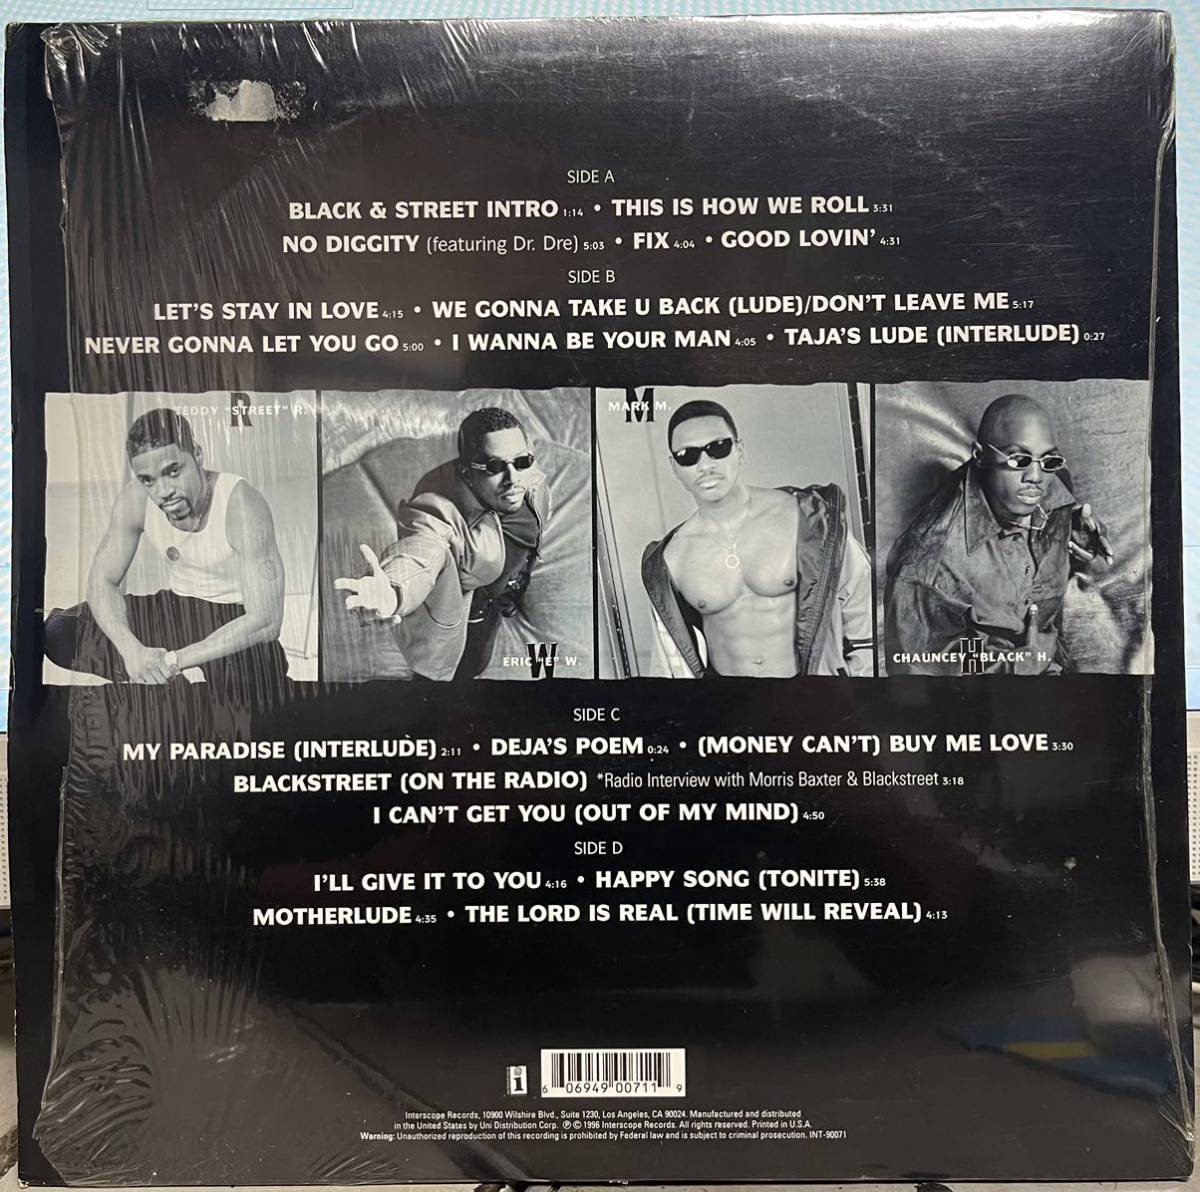 SIDE A
BLACK & STREET INTRO 1:14 • THIS IS HOW WE ROLL 3:31
NO DIGGITY (featuring Dr. Dre) 5:03 • FIX 4:04 • GOOD LOVIN' 4:31
SIDE B
LET'S STAY IN LOVE 4:15 • WE GONNA TAKE U BACK (LUDE)/DON'T LEAVE ME 5:17
NEVER GONNA LET YOU GO 5:00 • I WANNA BE YOUR MAN 4:05 • TAJA'S LUDE (INTERLUDE) 0:27
R
TEDDY "STREET" R.
W
ERIC "E" W.
M
MARK M.
H
CHAUNCEY "BLACK" H.
SIDE C
MY PARADISE (INTERLUDE) 2:11 • DEJA'S POEM 0:24 • (MONEY CAN'T) BUY ME LOVE 3:30
BLACKSTREET (ON THE RADIO) *Radio Interview with Morris Baxter & Blackstreet 3:18
I CAN'T GET YOU (OUT OF MY MIND) 4:50
SIDE D
I'LL GIVE IT TO YOU 4:16 • HAPPY SONG (TONITE) 5:38
MOTHERLUDE 4:35 • THE LORD IS REAL (TIME WILL REVEAL) 4:13
i
6 06949 00711 9
Interscope Records, 10900 Wilshire Blvd., Suite 1230, Los Angeles, CA 90024. Manufactured and distributed
in the United States by Uni Distribution Corp. ℗ © 1996 Interscope Records. All rights reserved. Printed in U.S.A.
Warning: Unauthorized reproduction of this recording is prohibited by Federal law and is subject to criminal prosecution. INT-90071